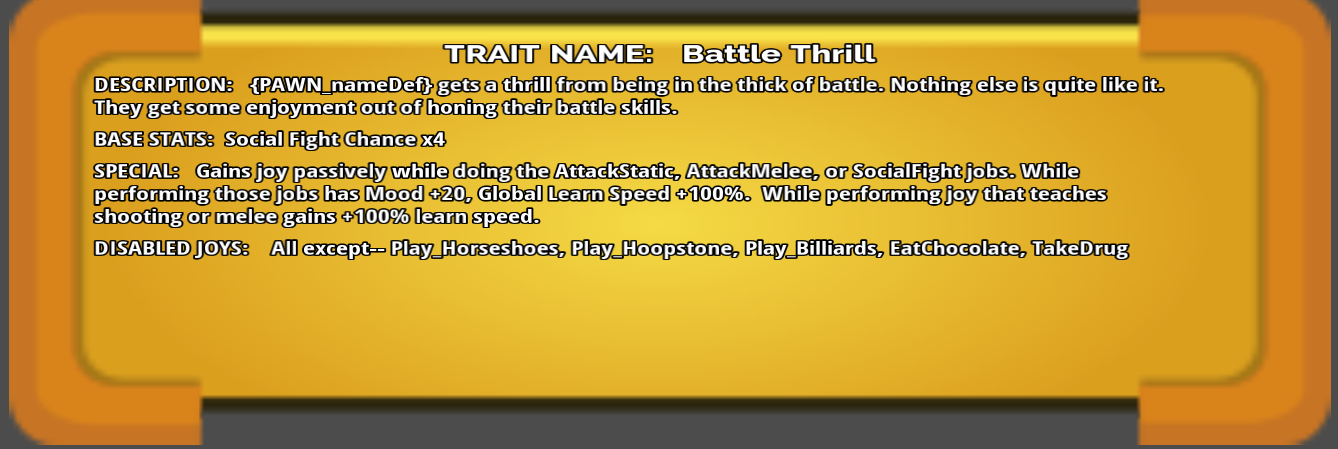 TRAIT NAME: Battle Thrill
DESCRIPTION: {PAWN_nameDef} gets a thrill from being in the thick of battle. Nothing else is quite like it.
They get some enjoyment out of honing their battle skills.
BASE STATS: Social Fight Chance x4
SPECIAL: Gains joy passively while doing the AttackStatic, AttackMelee, or SocialFight jobs. While
performing those jobs has Mood +20, Global Learn Speed +100%. While performing joy that teaches
shooting or melee gains +100% learn speed.
DISABLED JOYS: All except-- Play_Horseshoes, Play_Hoopstone, Play_Billiards, EatChocolate, TakeDrug